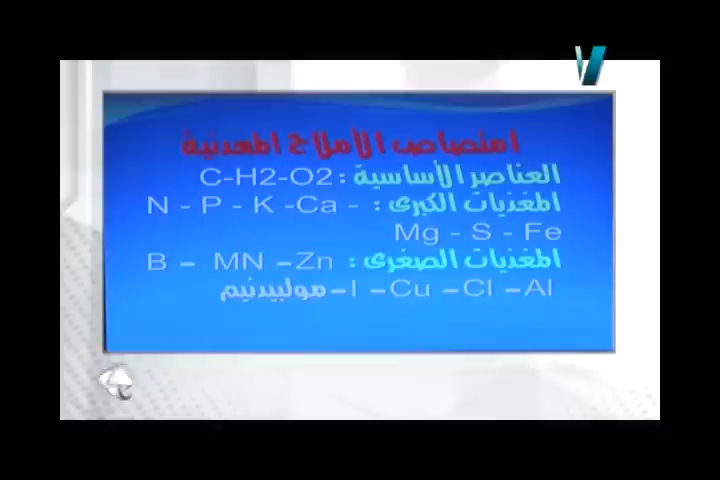 امتصاص الأملاح المعدنية
العناصر الأساسية : C-H2-O2
المغذيات الكبرى : N - P - K -Ca -
Mg - S - Fe
المغذيات الصغرى : B – MN –Zn
موليبدنيم–I –Cu –Cl –Al